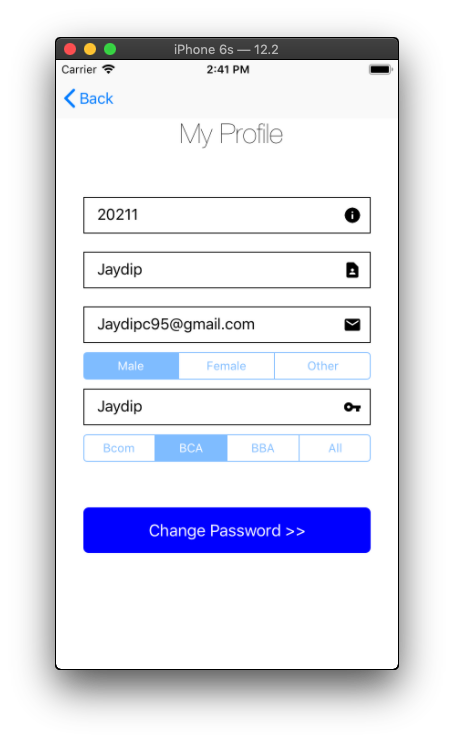 iPhone 6s — 12.2
Carrier 2:41 PM
Back
My Profile
20211
Jaydip
Jaydipc95@gmail.com
Male Female Other
Jaydip
Bcom BCA BBA All
Change Password >>